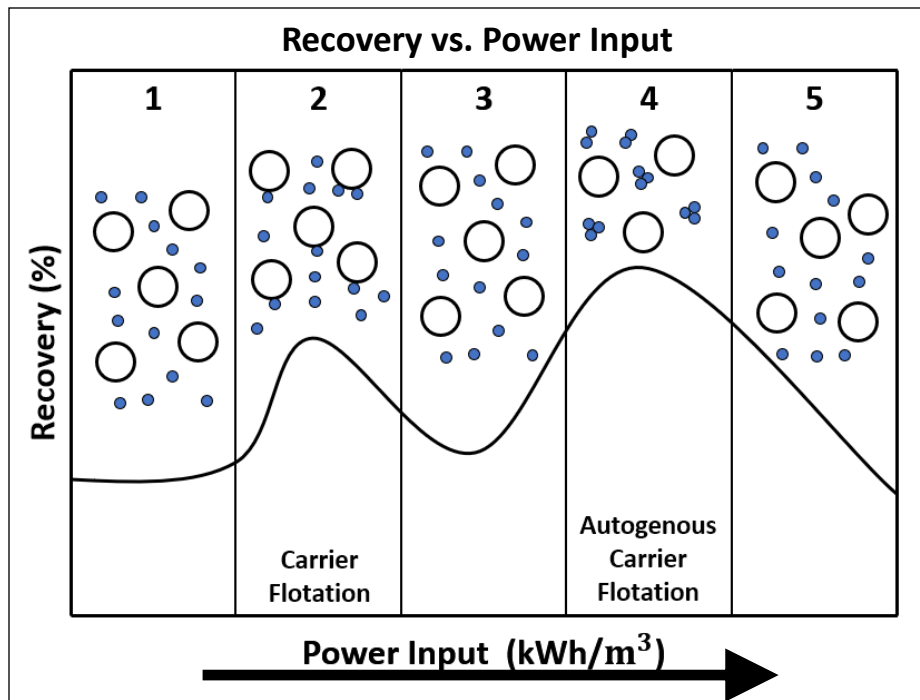 Recovery vs. Power Input
1 2 3 4 5
Recovery (%)
Carrier
Flotation
Autogenous
Carrier
Flotation
Power Input (kWh/m³)